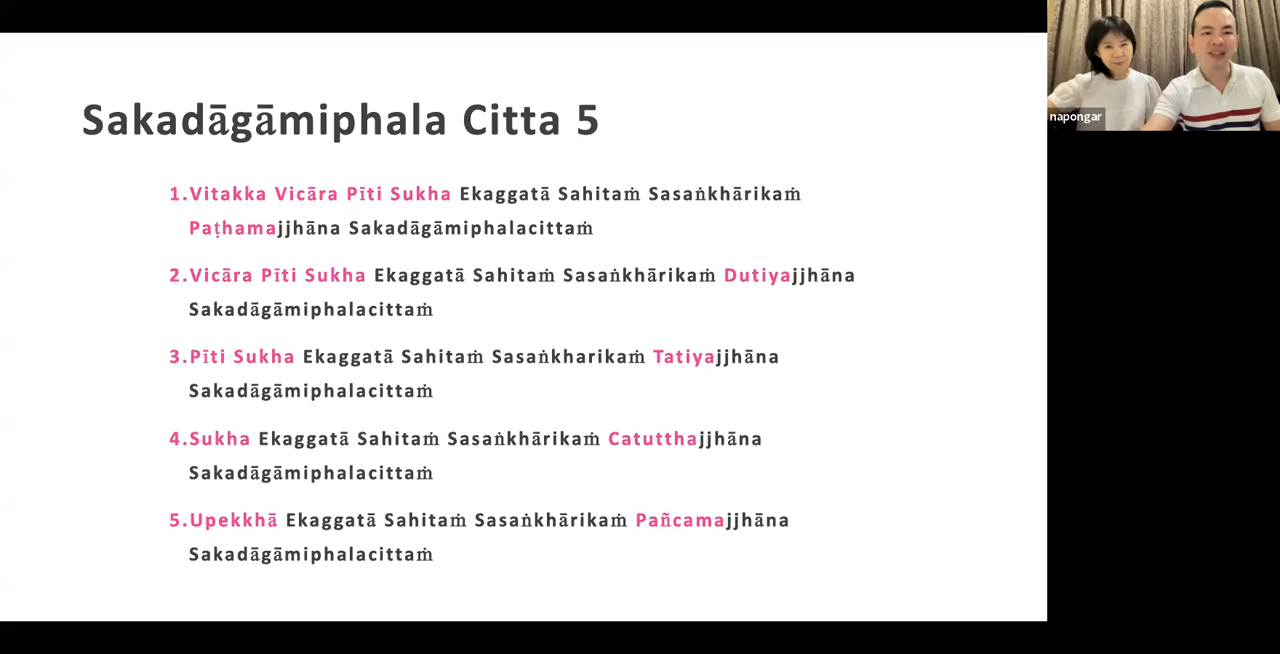 Sakadāgāmiphala Citta 5
1.Vitakka Vicāra Pīti Sukha Ekaggatā Sahitaṁ Sasaṅkhārikaṁ
Paṭhamajjhāna Sakadāgāmiphalacittaṁ
2.Vicāra Pīti Sukha Ekaggatā Sahitaṁ Sasaṅkhārikaṁ Dutiyajjhāna
Sakadāgāmiphalacittaṁ
3.Pīti Sukha Ekaggatā Sahitaṁ Sasaṅkharikaṁ Tatiyajjhāna
Sakadāgāmiphalacittaṁ
4.Sukha Ekaggatā Sahitaṁ Sasaṅkhārikaṁ Catutthajjhāna
Sakadāgāmiphalacittaṁ
5.Upekkhā Ekaggatā Sahitaṁ Sasaṅkhārikaṁ Pañcamajjhāna
Sakadāgāmiphalacittaṁ
napongar